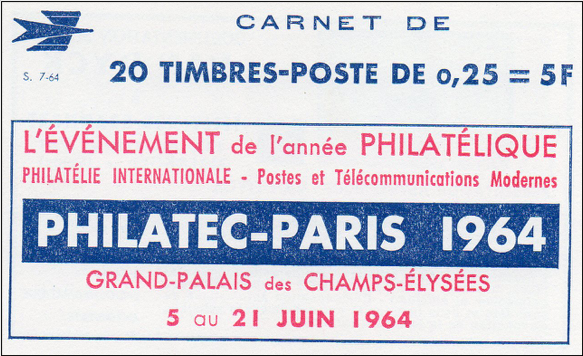 CARNET DE
S. 7-64
20 TIMBRES-POSTE DE 0,25 = 5F
L'ÉVÉNEMENT de l'année PHILATÉLIQUE
PHILATÉLIE INTERNATIONALE - Postes et Télécommunications Modernes
PHILATEC-PARIS 1964
GRAND-PALAIS des CHAMPS-ÉLYSÉES
5 au 21 JUIN 1964